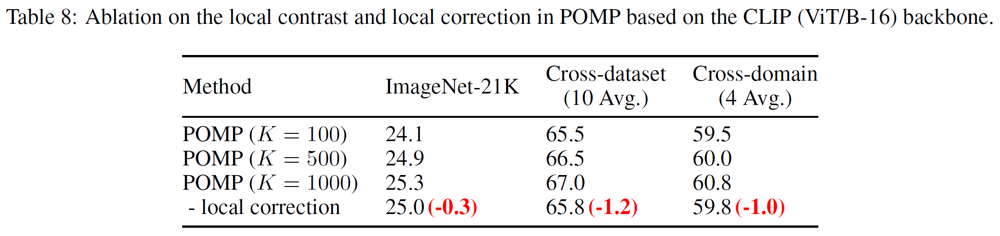 Table 8: Ablation on the local contrast and local correction in POMP based on the CLIP (ViT/B-16) backbone.
Method ImageNet-21K Cross-dataset (10 Avg.) Cross-domain (4 Avg.)
POMP (K = 100) 24.1 65.5 59.5
POMP (K = 500) 24.9 66.5 60.0
POMP (K = 1000) 25.3 67.0 60.8
- local correction 25.0 (-0.3) 65.8 (-1.2) 59.8 (-1.0)